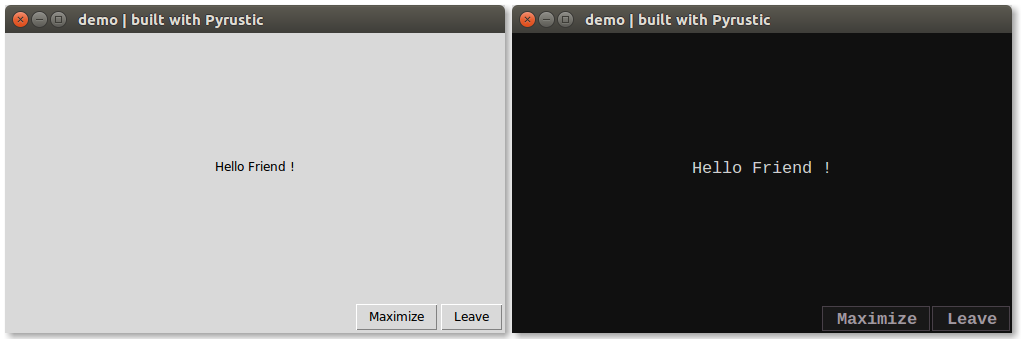 demo | built with Pyrustic
Hello Friend !
Maximize Leave
demo | built with Pyrustic
Hello Friend !
Maximize Leave